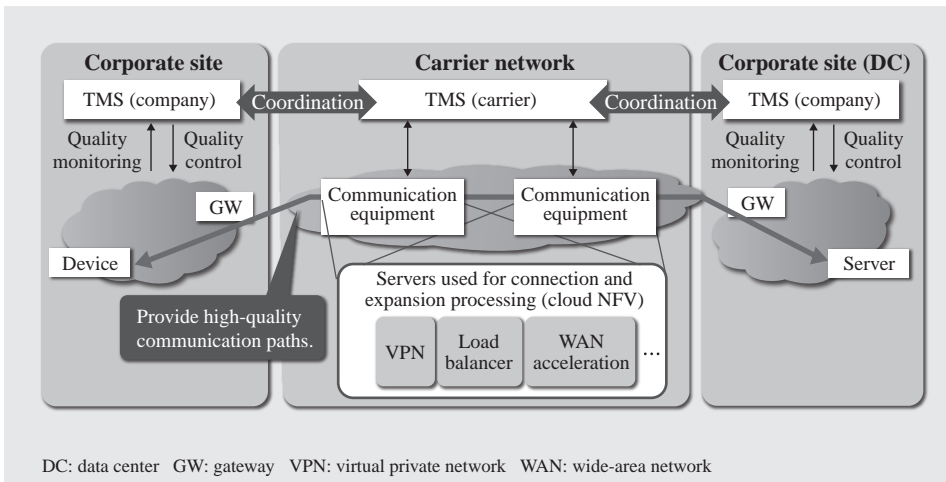 Corporate site
Carrier network
Corporate site (DC)
TMS (company)
Coordination
TMS (carrier)
Coordination
TMS (company)
Quality
monitoring
Quality
control
Quality
monitoring
Quality
control
GW
Communication
equipment
Communication
equipment
GW
Device
Server
Provide high-quality
communication paths.
Servers used for connection and
expansion processing (cloud NFV)
VPN
Load
balancer
WAN
acceleration
...
DC: data center GW: gateway VPN: virtual private network WAN: wide-area network